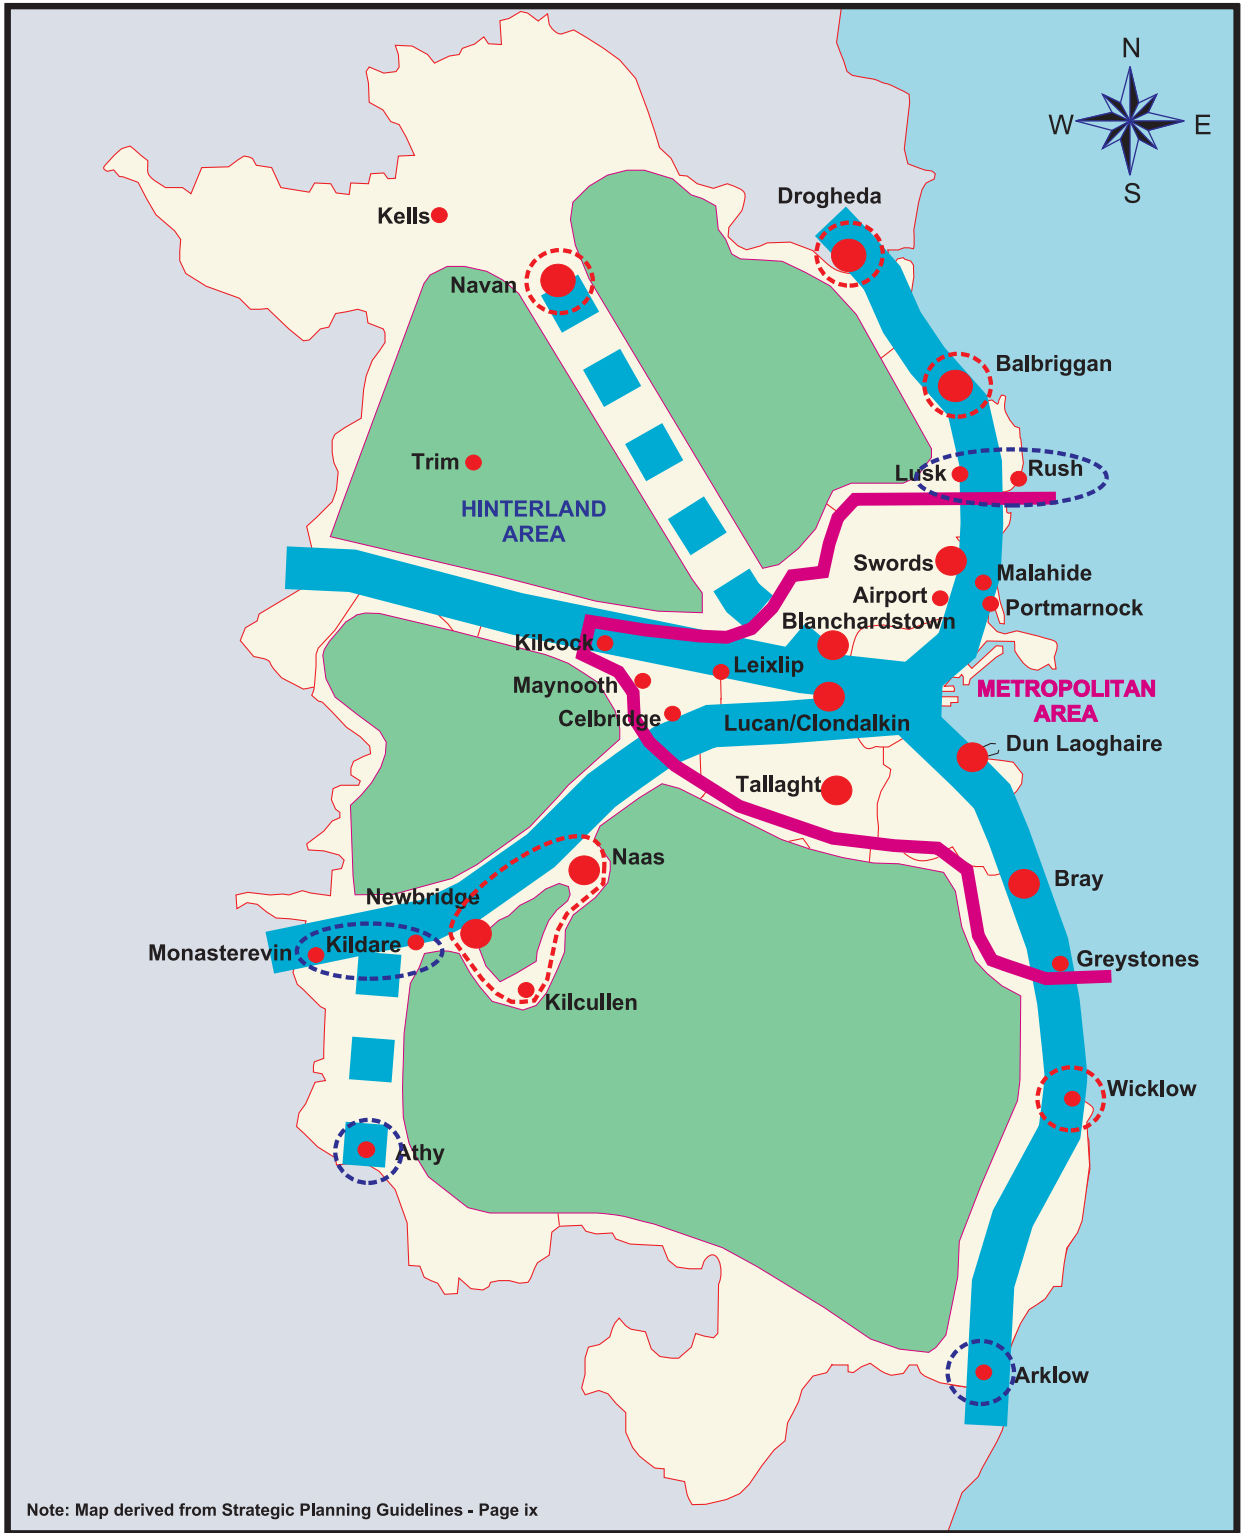 N
W
E
S
Drogheda
Kells
Navan
Balbriggan
Trim
Lusk
Rush
HINTERLAND
AREA
Swords
Malahide
Airport
Portmarnock
Blanchardstown
Kilcock
Leixlip
Maynooth
METROPOLITAN
AREA
Celbridge
Lucan/Clondalkin
Dun Laoghaire
Tallaght
Naas
Bray
Newbridge
Kildare
Monasterevin
Greystones
Kilcullen
Wicklow
Athy
Arklow
Note: Map derived from Strategic Planning Guidelines - Page ix